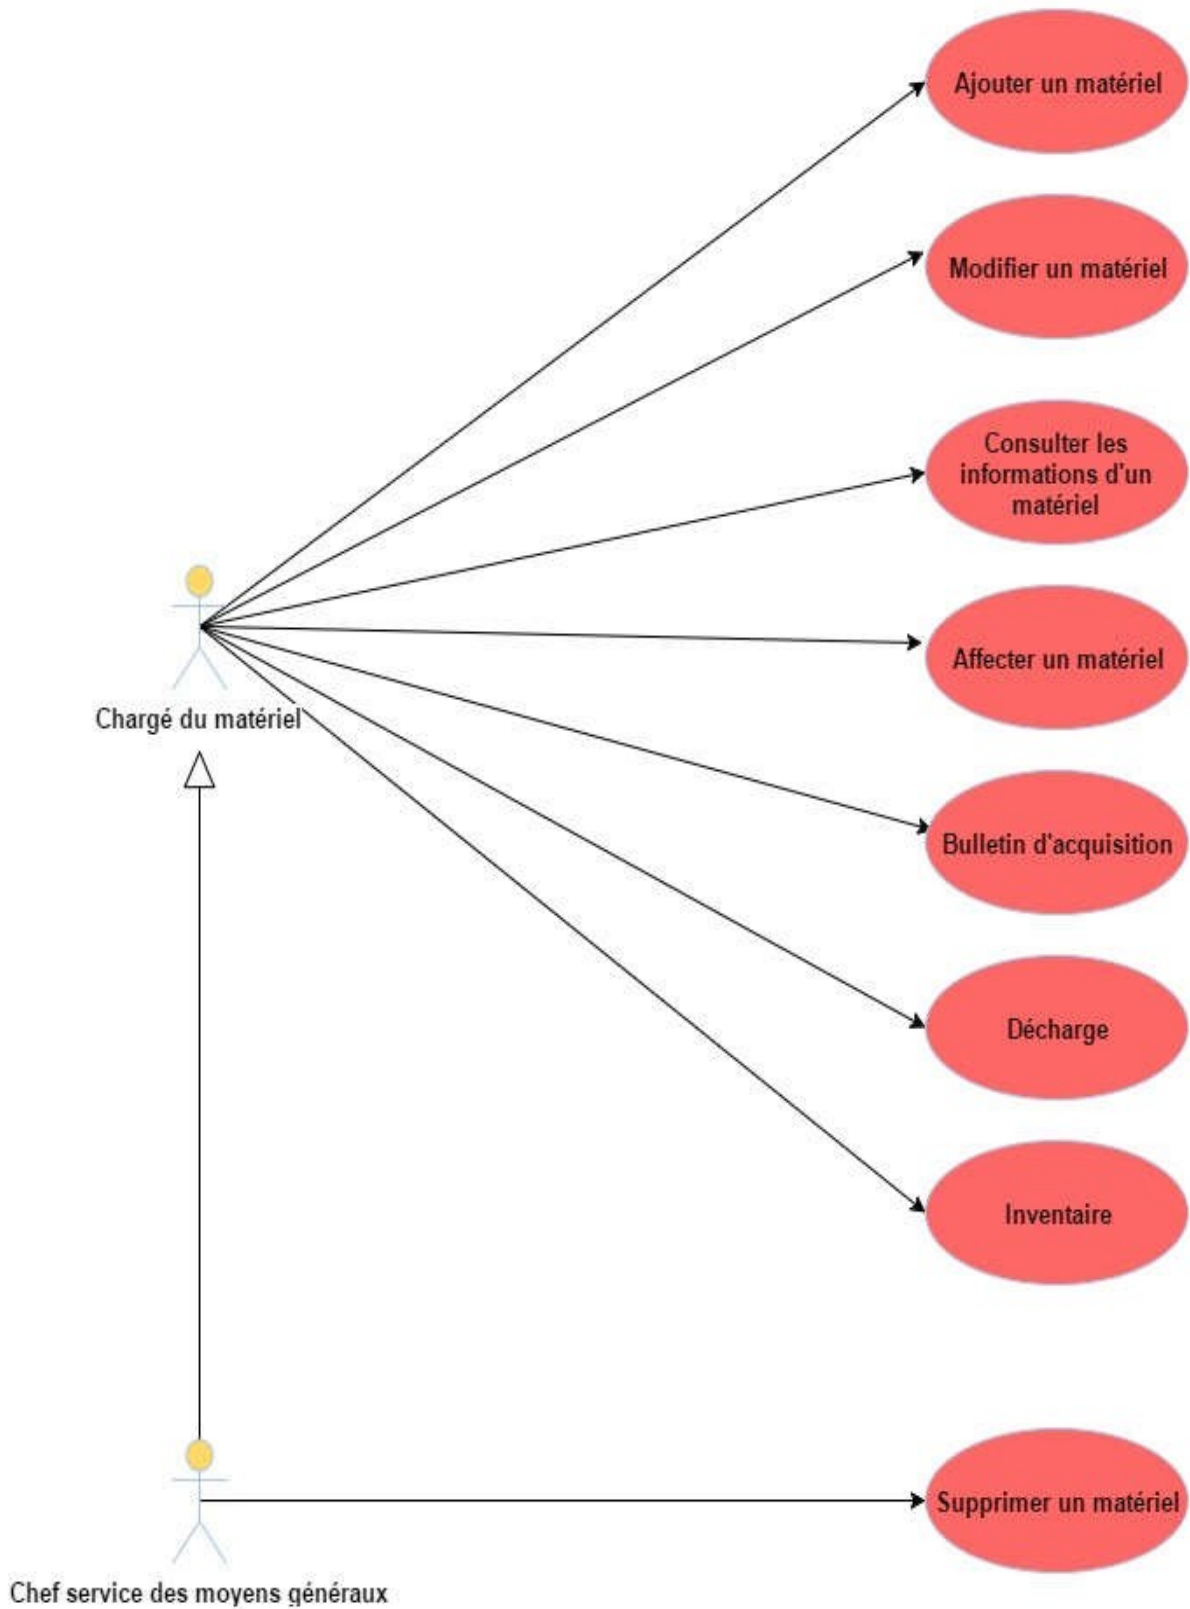 Ajouter un matériel
Modifier un matériel
Consulter les
informations d'un
matériel
Affecter un matériel
Chargé du matériel
Bulletin d'acquisition
Décharge
Inventaire
Supprimer un matériel
Chef service des moyens généraux